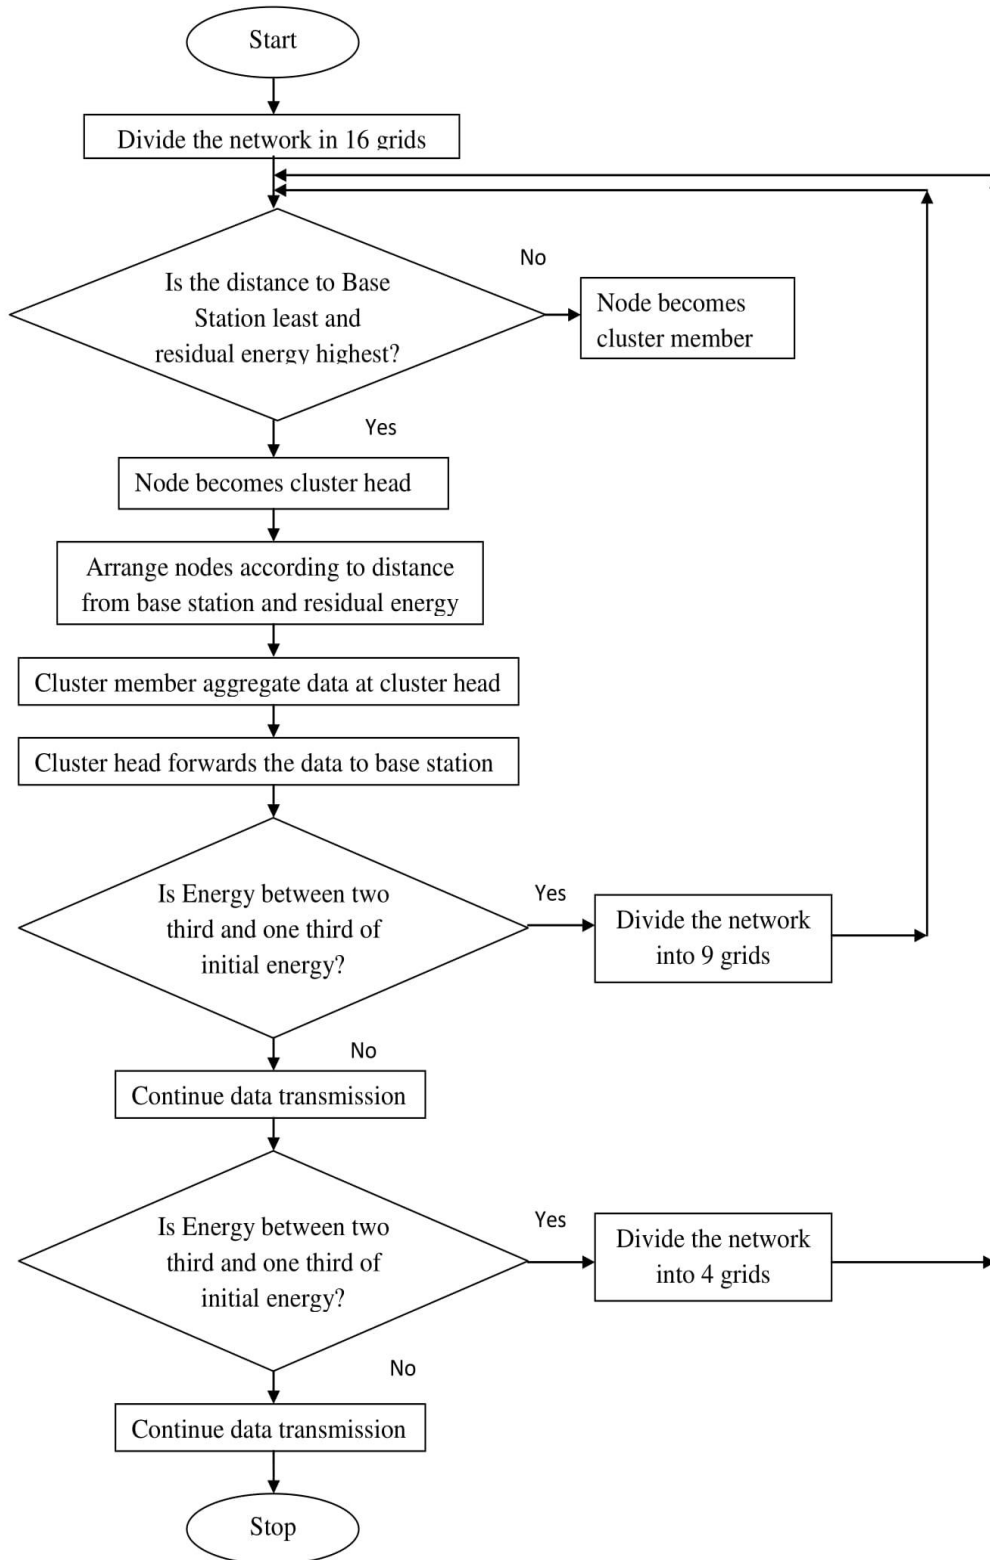 Start
Divide the network in 16 grids
Is the distance to Base
Station least and
residual energy highest?
No
Node becomes
cluster member
Yes
Node becomes cluster head
Arrange nodes according to distance
from base station and residual energy
Cluster member aggregate data at cluster head
Cluster head forwards the data to base station
Is Energy between two
third and one third of
initial energy?
Yes
Divide the network
into 9 grids
No
Continue data transmission
Is Energy between two
third and one third of
initial energy?
Yes
Divide the network
into 4 grids
No
Continue data transmission
Stop